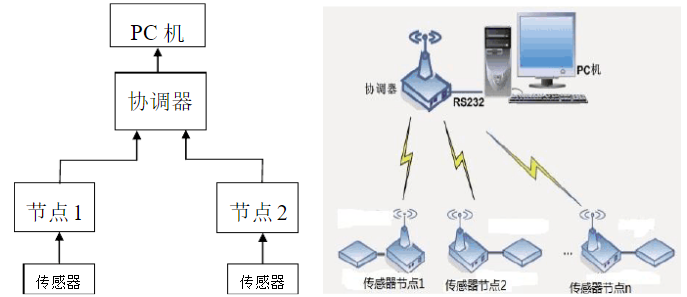 PC 机
协调器
节点 1
节点 2
传感器
传感器
协调器
RS232
PC机
传感器节点1
传感器节点2
...
传感器节点n